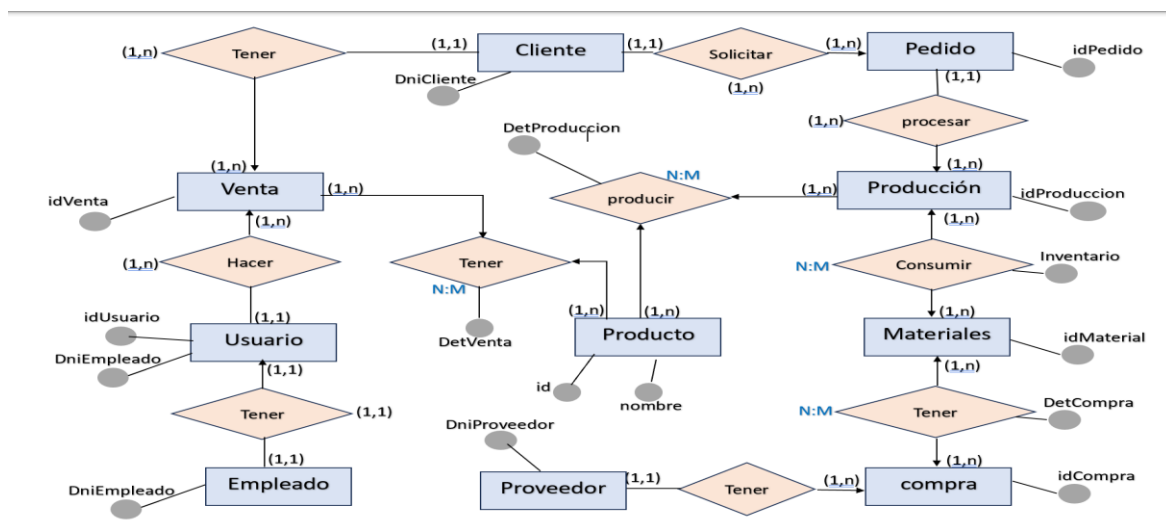 (1,n)
Tener
(1,1)
Cliente
(1,1)
Solicitar
(1,n)
(1,n)
Pedido
idPedido
(1,1)
DniCliente
(1,n)
procesar
(1,n)
DetProduccion
N:M
producir
(1,n)
Producción
idProduccion
(1,n)
(1,n)
Venta
(1,n)
idVenta
(1,n)
(1,n)
Hacer
Tener
N:M
DetVenta
N:M
Consumir
Inventario
(1,n)
Materiales
idMaterial
(1,n)
(1,1)
idUsuario
Usuario
DniEmpleado
(1,1)
(1,n)
(1,n)
Producto
id
nombre
N:M
Tener
DetCompra
(1,n)
Tener
(1,1)
(1,1)
DniEmpleado
Empleado
DniProveedor
Proveedor
(1,1)
Tener
(1,n)
compra
idCompra